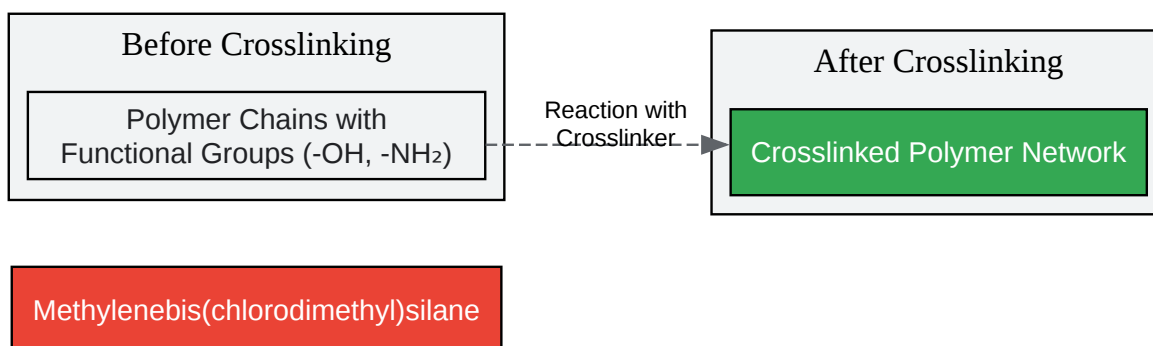 Before Crosslinking
Polymer Chains with
Functional Groups (-OH, -NH₂)
Reaction with
Crosslinker
After Crosslinking
Crosslinked Polymer Network
Methylenebis(chlorodimethyl)silane